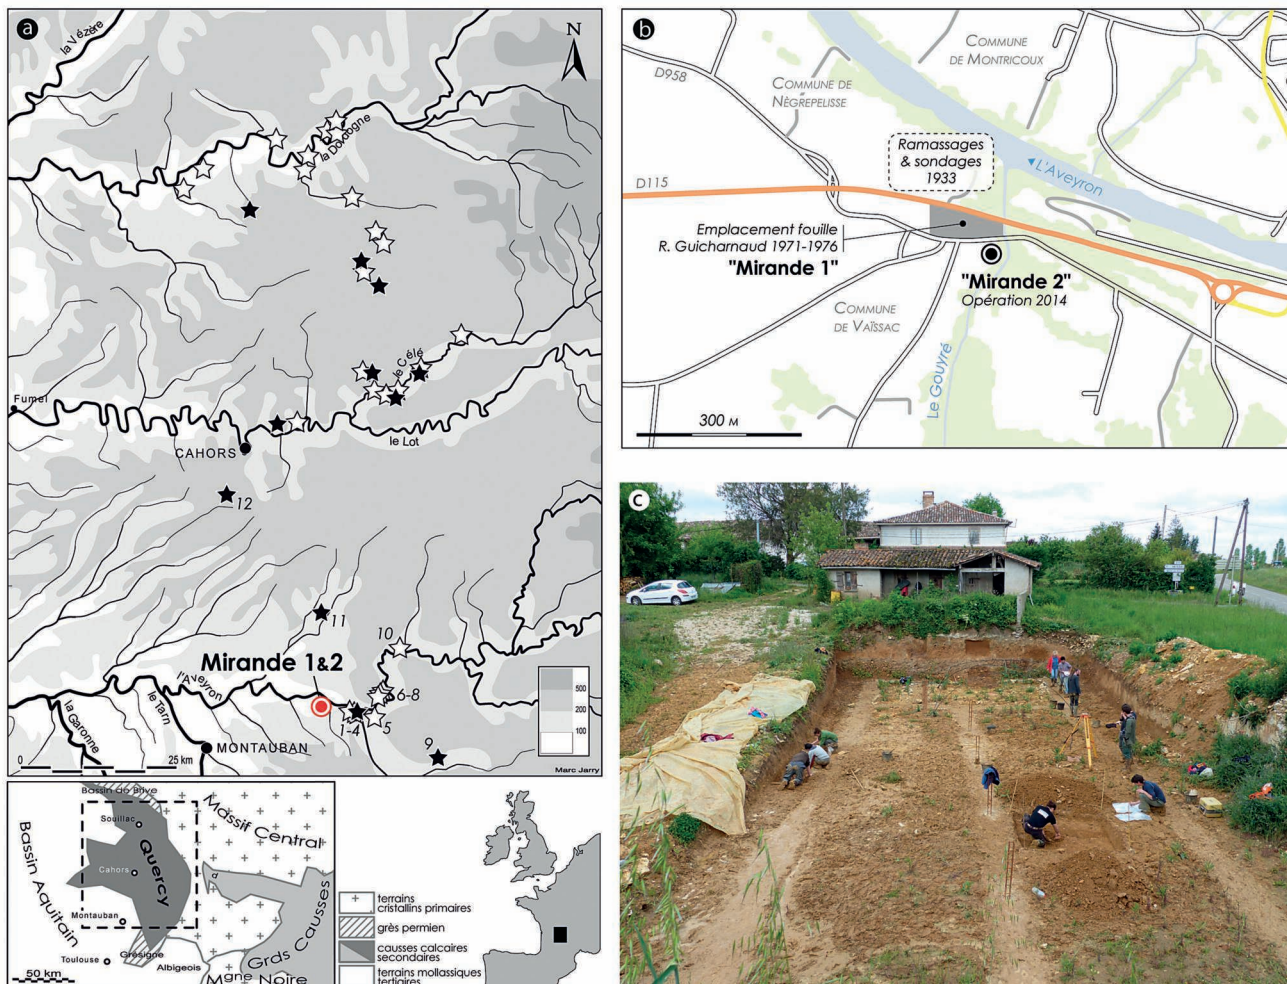 a
la Vézère
N
la Dordogne
le Célé
Fumel
le Lot
CAHORS
12
11
10
Mirande 1&2
l'Aveyron
6-8
le Tarn
la Garonne
1-4
5
9
MONTAUBAN
0
25 km
500
200
100
Marc Jarry
Bassin de Brive
Souillac
Massif Central
Quercy
Cahors
Bassin Aquitain
Montauban
Grésigne
Toulouse
Albigeois
Grds Causses
Mgne Noire
50 km
terrains
cristallins primaires
grès permien
causses calcaires
secondaires
terrains mollassiques
tertiaires
b
Commune
de Montricoux
D958
Commune de
Nègrepelisse
Ramassages
& sondages
1933
L'Aveyron
D115
Emplacement fouille
R. Guicharnaud 1971-1976
"Mirande 1"
"Mirande 2"
Opération 2014
Commune
de Vaïssac
Le Gouyré
300 m
c